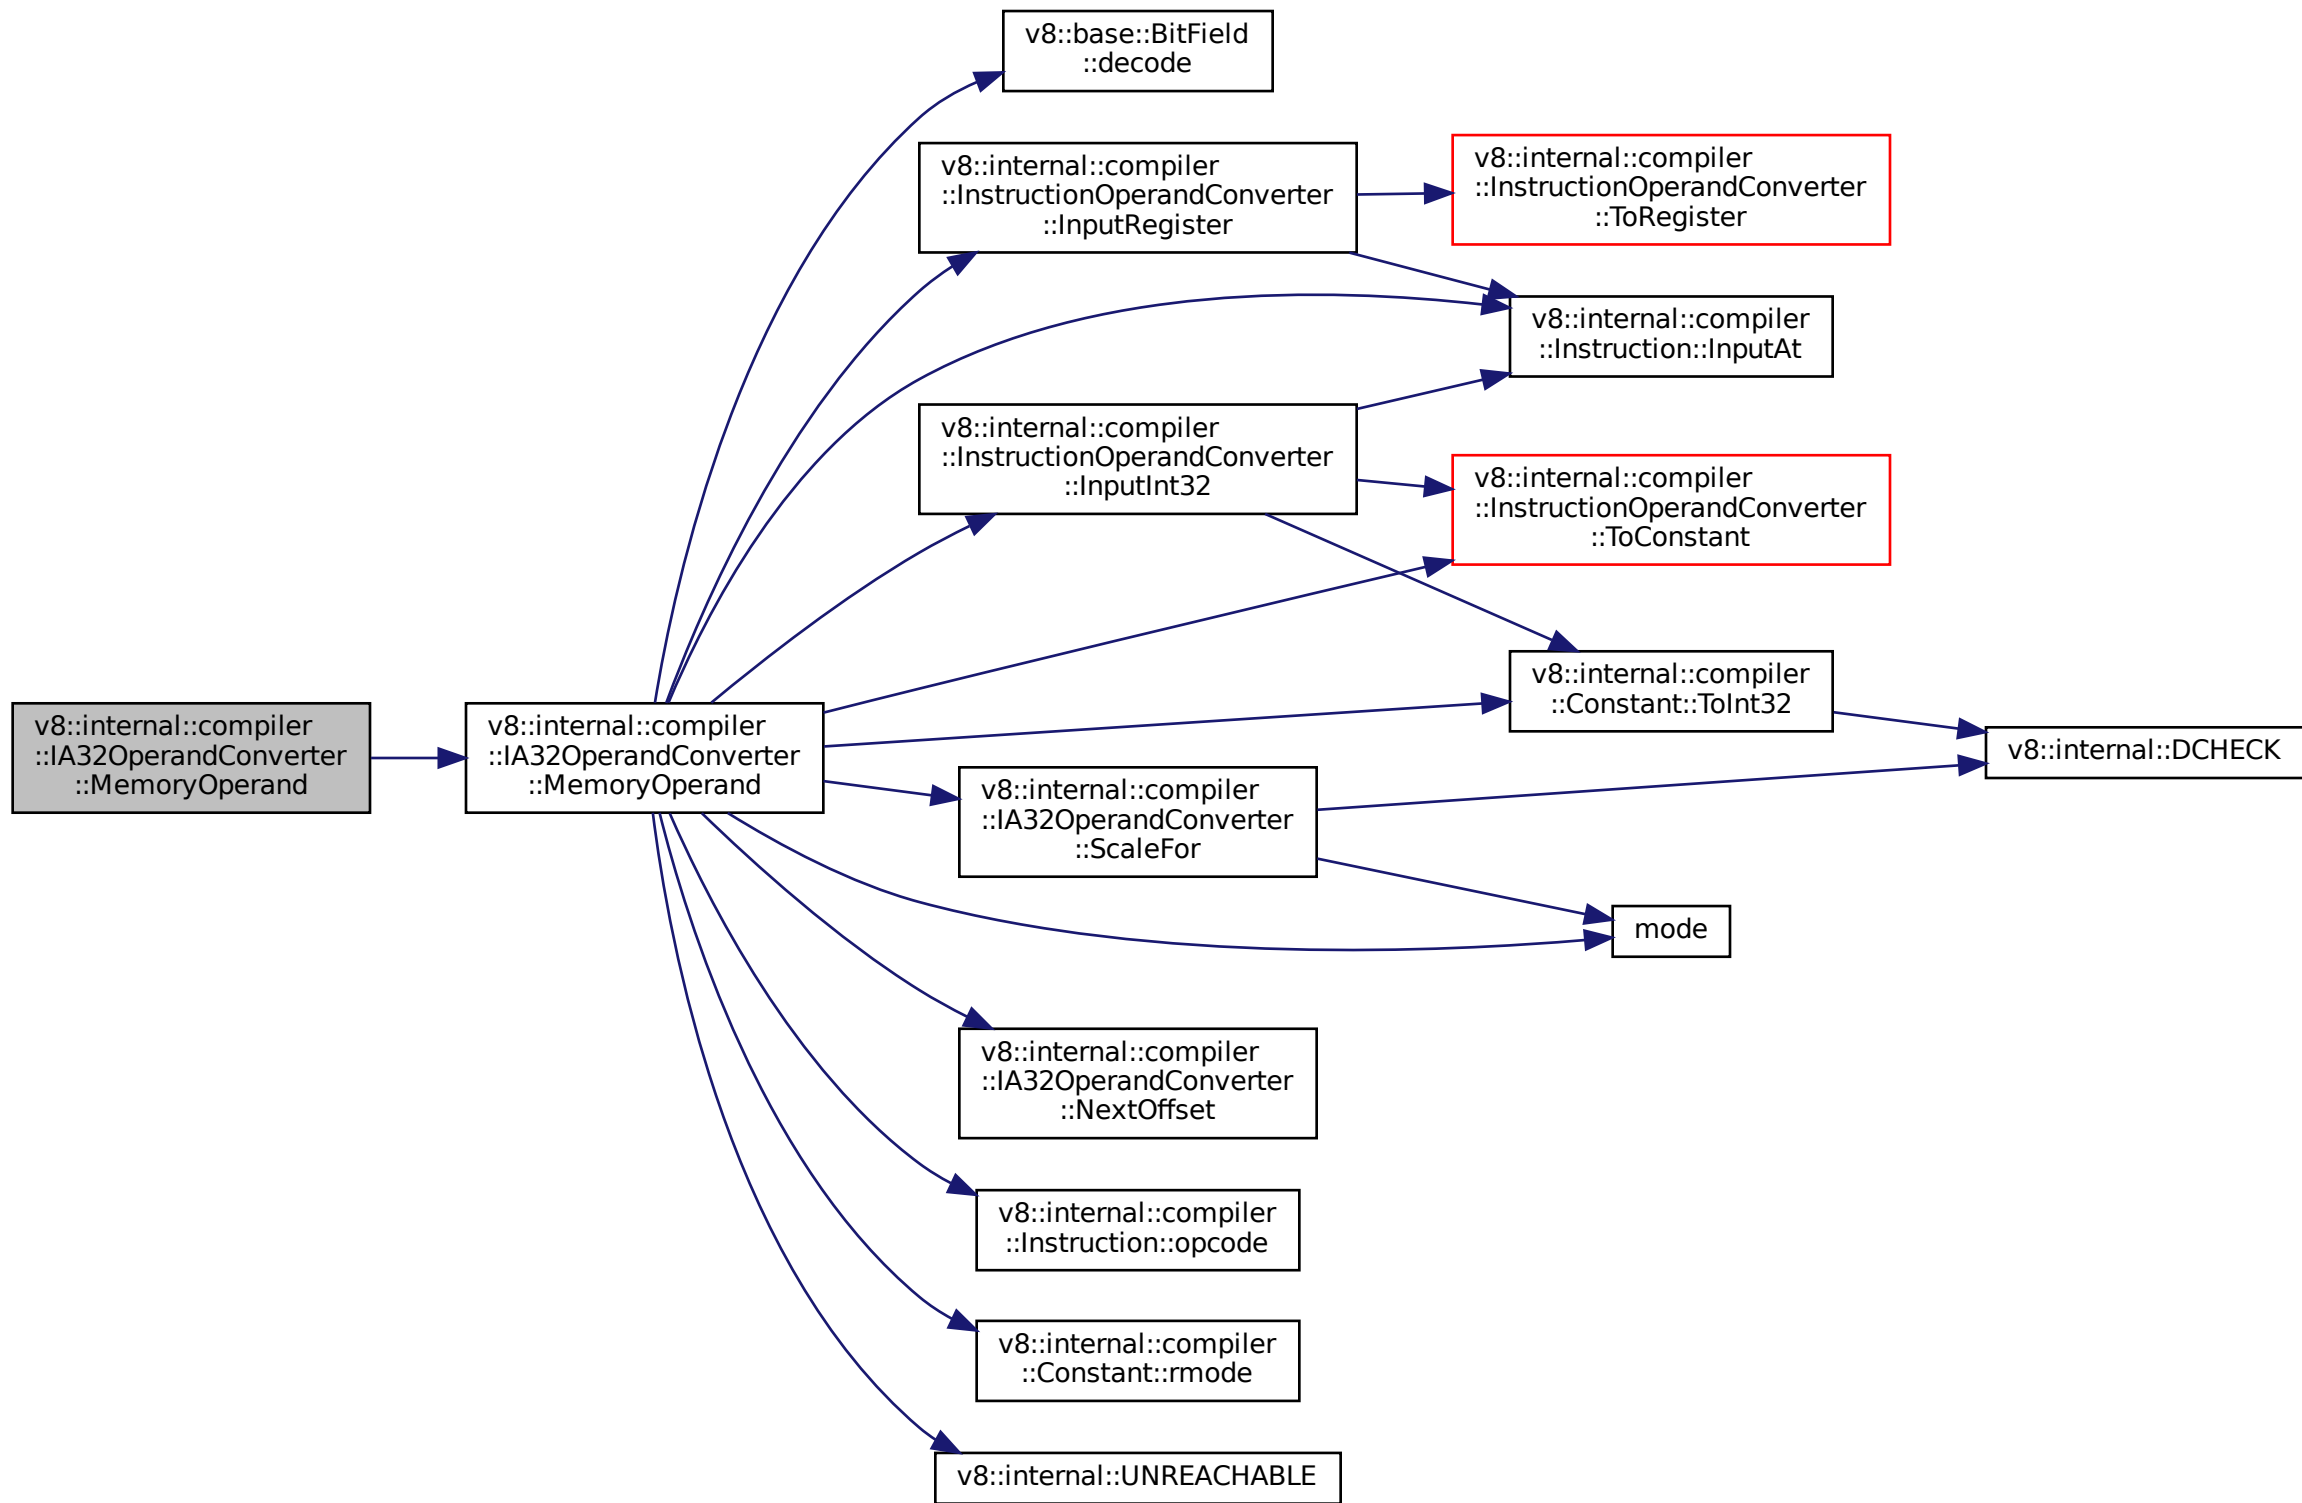 v8::base::BitField
::decode
v8::internal::compiler
::InstructionOperandConverter
::InputRegister
v8::internal::compiler
::InstructionOperandConverter
::ToRegister
v8::internal::compiler
::Instruction::InputAt
v8::internal::compiler
::InstructionOperandConverter
::InputInt32
v8::internal::compiler
::InstructionOperandConverter
::ToConstant
v8::internal::compiler
::IA32OperandConverter
::MemoryOperand
v8::internal::compiler
::IA32OperandConverter
::MemoryOperand
v8::internal::compiler
::Constant::ToInt32
v8::internal::DCHECK
v8::internal::compiler
::IA32OperandConverter
::ScaleFor
mode
v8::internal::compiler
::IA32OperandConverter
::NextOffset
v8::internal::compiler
::Instruction::opcode
v8::internal::compiler
::Constant::rmode
v8::internal::UNREACHABLE